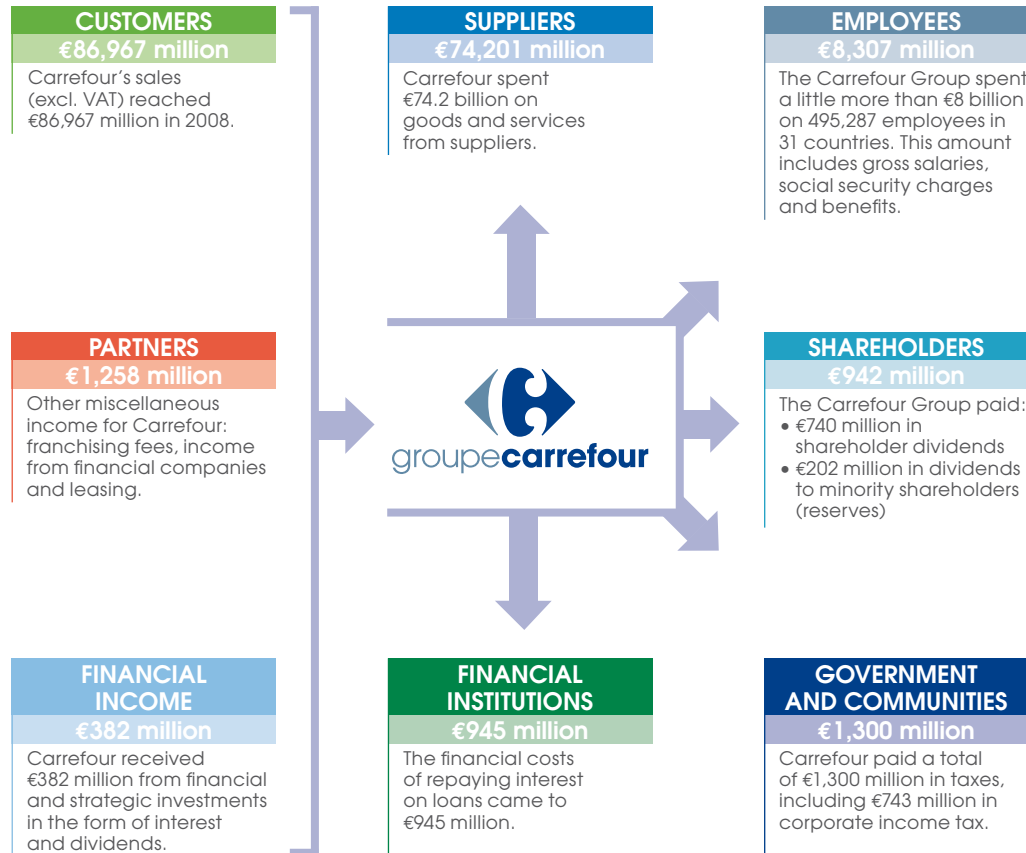 CUSTOMERS
€86,967 million
Carrefour's sales
(excl. VAT) reached
€86,967 million in 2008.
SUPPLIERS
€74,201 million
Carrefour spent
€74.2 billion on
goods and services
from suppliers.
EMPLOYEES
€8,307 million
The Carrefour Group spent
a little more than €8 billion
on 495,287 employees in
31 countries. This amount
includes gross salaries,
social security charges
and benefits.
PARTNERS
€1,258 million
Other miscellaneous
income for Carrefour:
franchising fees, income
from financial companies
and leasing.
groupecarrefour
SHAREHOLDERS
€942 million
The Carrefour Group paid:
• €740 million in
shareholder dividends
• €202 million in dividends
to minority shareholders
(reserves)
FINANCIAL
INCOME
€382 million
Carrefour received
€382 million from financial
and strategic investments
in the form of interest
and dividends.
FINANCIAL
INSTITUTIONS
€945 million
The financial costs
of repaying interest
on loans came to
€945 million.
GOVERNMENT
AND COMMUNITIES
€1,300 million
Carrefour paid a total
of €1,300 million in taxes,
including €743 million in
corporate income tax.